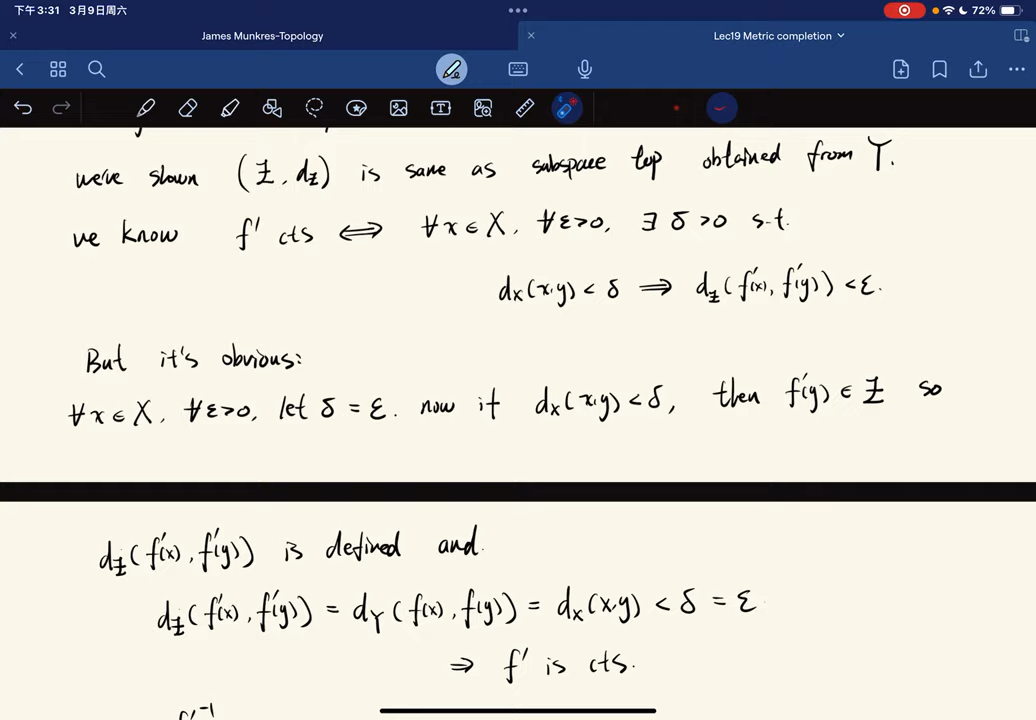 下午3:31 3月9日周六
72%
James Munkres-Topology
Lec19 Metric completion
we've shown (Z, d_Z) is same as subspace top obtained from Y.
we know f' cts ⟺ ∀x∈X, ∀ε>0, ∃ δ>0 s.t.
d_X(x,y) < δ ⟹ d_Z(f'(x), f'(y)) < ε.
But it's obvious:
∀x∈X, ∀ε>0, let δ = ε. now if d_X(x,y) < δ, then f'(y) ∈ Z so
d_Z(f'(x), f'(y)) is defined and.
d_Z(f'(x), f'(y)) = d_Y(f(x), f(y)) = d_X(x,y) < δ = ε
⇒ f' is cts.